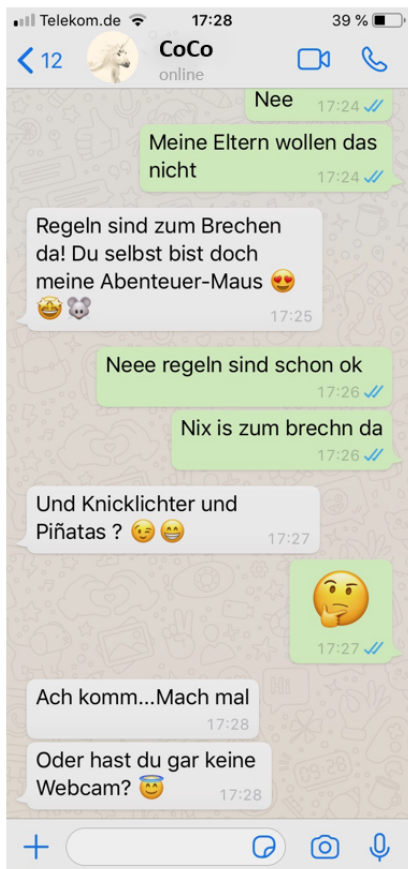 Telekom.de 17:28 39 %
12 CoCo
online
Nee 17:24
Meine Eltern wollen das
nicht 17:24
Regeln sind zum Brechen
da! Du selbst bist doch
meine Abenteuer-Maus 😍
🤩🐭 17:25
Neee regeln sind schon ok
17:26
Nix is zum brechn da
17:26
Und Knicklichter und
Piñatas ? 😉😁 17:27
🤔
17:27
Ach komm...Mach mal
17:28
Oder hast du gar keine
Webcam? 😇 17:28